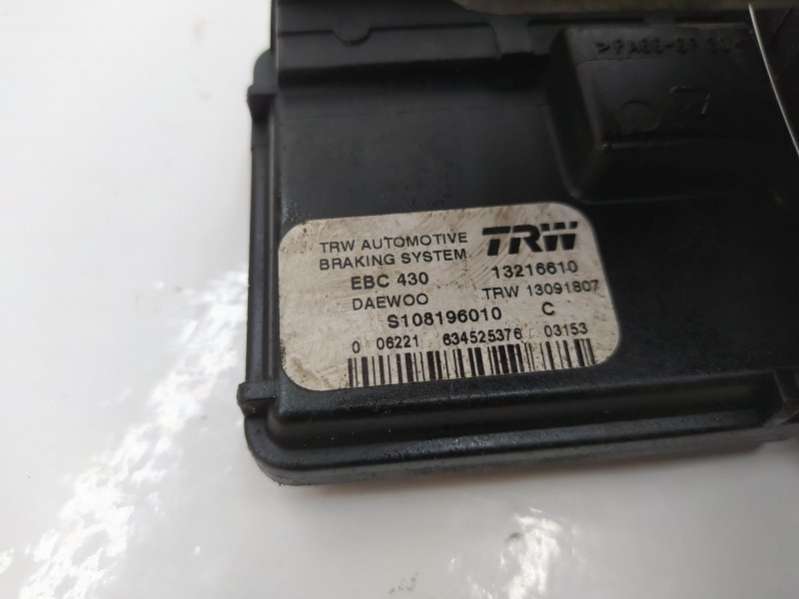 TRW AUTOMOTIVE TRW
BRAKING SYSTEM
EBC 430 13216610
DAEWOO TRW 13091807
S108196010 C
0 06221 634525376 03153